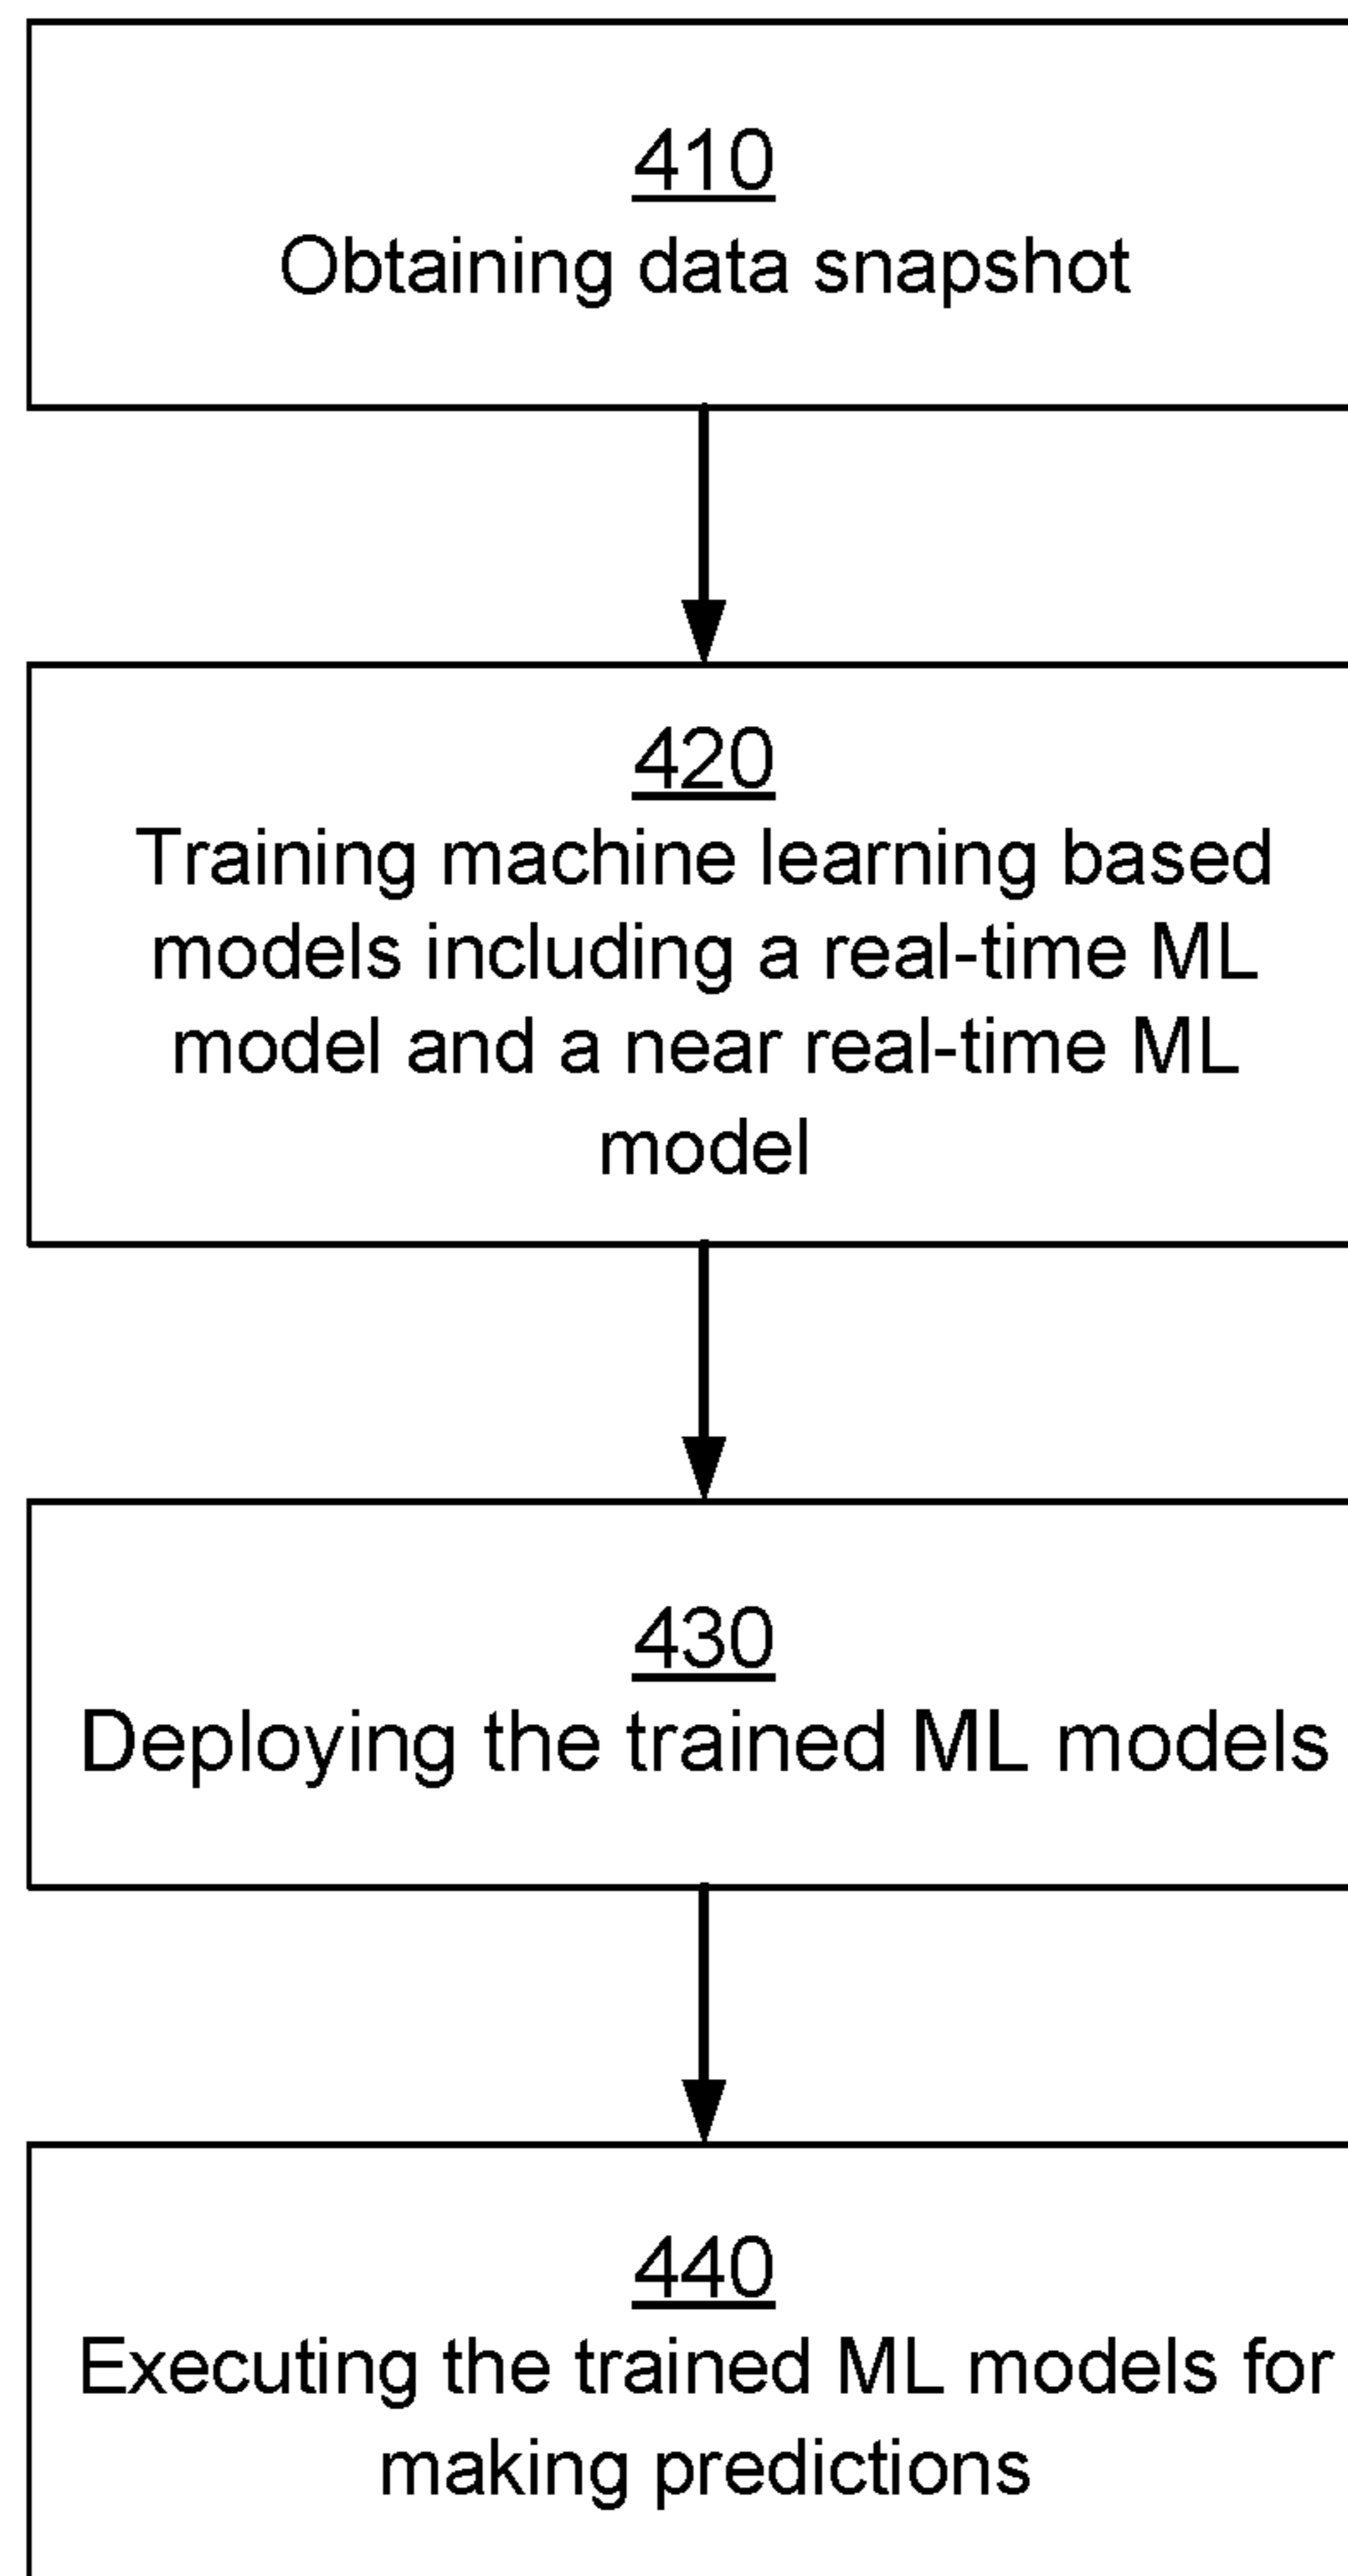 410
Obtaining data snapshot
420
Training machine learning based
models including a real-time ML
model and a near real-time ML
model
430
Deploying the trained ML models
440
Executing the trained ML models for
making predictions